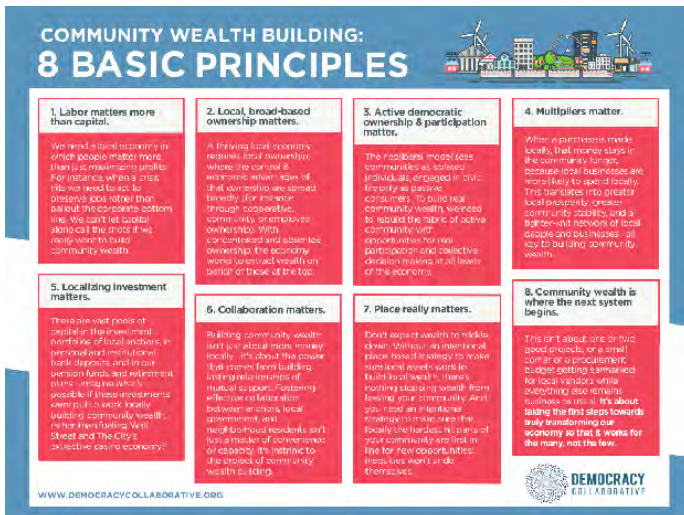 COMMUNITY WEALTH BUILDING:
8 BASIC PRINCIPLES
1. Labor matters more
than capital.
We need a local economy in
which people matter more
than just maximizing profits.
For instance, when a crisis
hits we need to act to
preserve jobs rather than
bailout the corporate bottom
line. We can't let capital
alone call the shots if we
really want to build
community wealth.
2. Local, broad-based
ownership matters.
A thriving local economy
requires local ownership
where the control &
economic advantages of
that ownership are spread
broadly (for instance
through cooperative,
community, or employee
ownership). With
concentrated and absentee
ownership, the economy
works to extract wealth on
behalf of those at the top.
3. Active democratic
ownership & participation
matter.
The neoliberal model sees
communities as isolated
individuals, engaged in civic
life only as passive
consumers. To build real
community wealth, we need
to rebuild the fabric of active
community with
opportunities for real
participation and collective
decision making at all levels
of the economy.
4. Multipliers matter.
When a purchase is made
locally, that money stays in
the community longer,
because local businesses are
more likely to spend locally.
This translates into greater
local prosperity, greater
community stability, and a
tighter-knit network of local
people and businesses - all
key to building community
wealth.
5. Localizing investment
matters.
There are vast pools of
capital in the investment
portfolios of local anchors, in
personal and institutional
bank deposits, and in our
pension funds and retirement
plans - imagine what's
possible if these investments
were put to work locally
building community wealth,
rather than fueling Wall
Street and The City's
extractive casino economy?
6. Collaboration matters.
Building community wealth
isn't just about more money
locally - it's about the power
that comes from building
lasting relationships of
mutual support. Fostering
effective collaboration
between anchors, local
government, and
neighborhood residents isn't
just a matter of convenience
or capacity, it's intrinsic to
the project of community
wealth building.
7. Place really matters.
Don't expect wealth to trickle
down. Without an intentional
place-based strategy to make
sure local assets work to
build local wealth, there's
nothing stopping wealth from
leaving your community. And
you need an intentional
strategy to make sure that
locally the hardest hit parts of
your community are first in
line for new opportunities:
inequities won't undo
themselves.
8. Community wealth is
where the next system
begins.
This isn't about one or two
good projects, or a small
corner of a procurement
budget getting earmarked
for local vendors while
everything else remains
business as usual. It's about
taking the first steps towards
truly transforming our
economy so that it works for
the many, not the few.
WWW.DEMOCRACYCOLLABORATIVE.ORG
DEMOCRACY
COLLABORATIVE